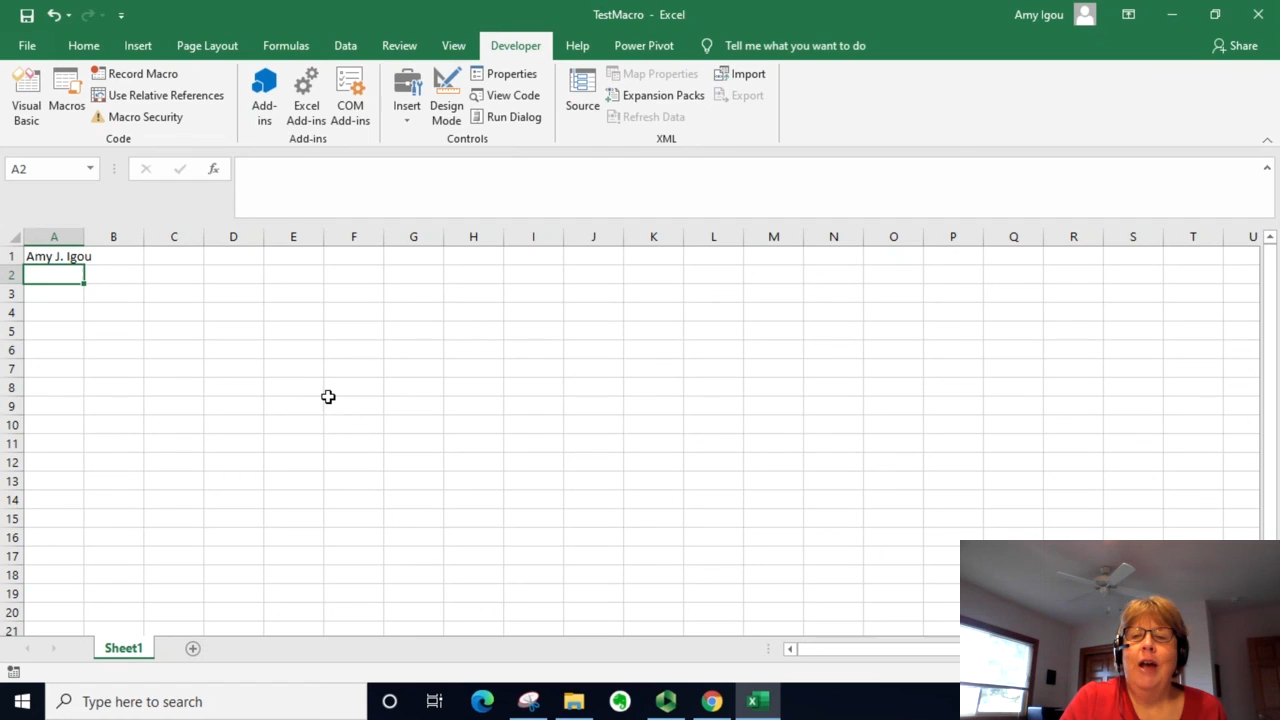 TestMacro - Excel
Amy Igou
File Home Insert Page Layout Formulas Data Review View Developer Help Power Pivot Tell me what you want to do Share
Visual Basic
Macros
Record Macro
Use Relative References
Macro Security
Code
Add-ins
Excel Add-ins
COM Add-ins
Add-ins
Insert
Design Mode
Properties
View Code
Run Dialog
Controls
Source
Map Properties
Expansion Packs
Refresh Data
Import
Export
XML
A2 fx
A B C D E F G H I J K L M N O P Q R S T U
1 Amy J. Igou
2
3
4
5
6
7
8
9
10
11
12
13
14
15
16
17
18
19
20
21
Sheet1
Type here to search